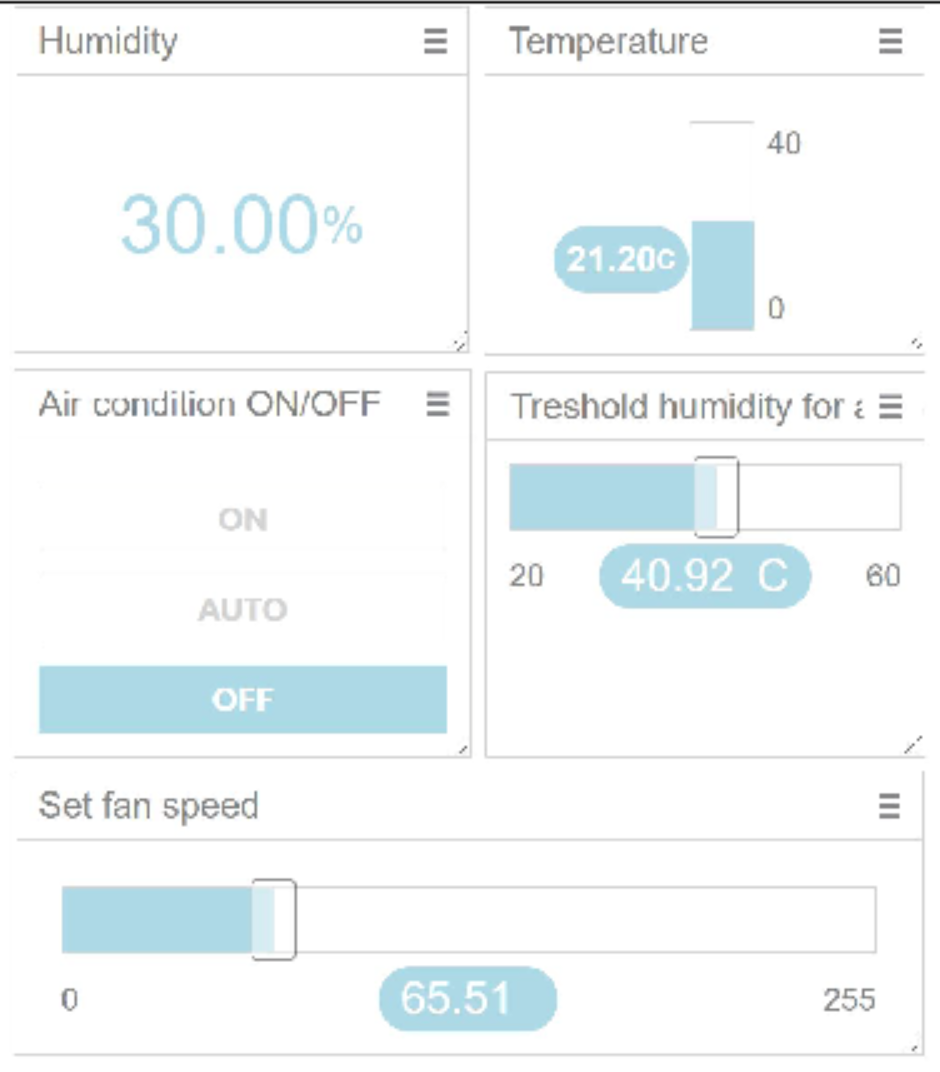 Humidity
30.00%
Temperature
40
21.20C
0
Air condition ON/OFF
ON
AUTO
OFF
Treshold humidity for a
20
40.92 C
60
Set fan speed
0
65.51
255